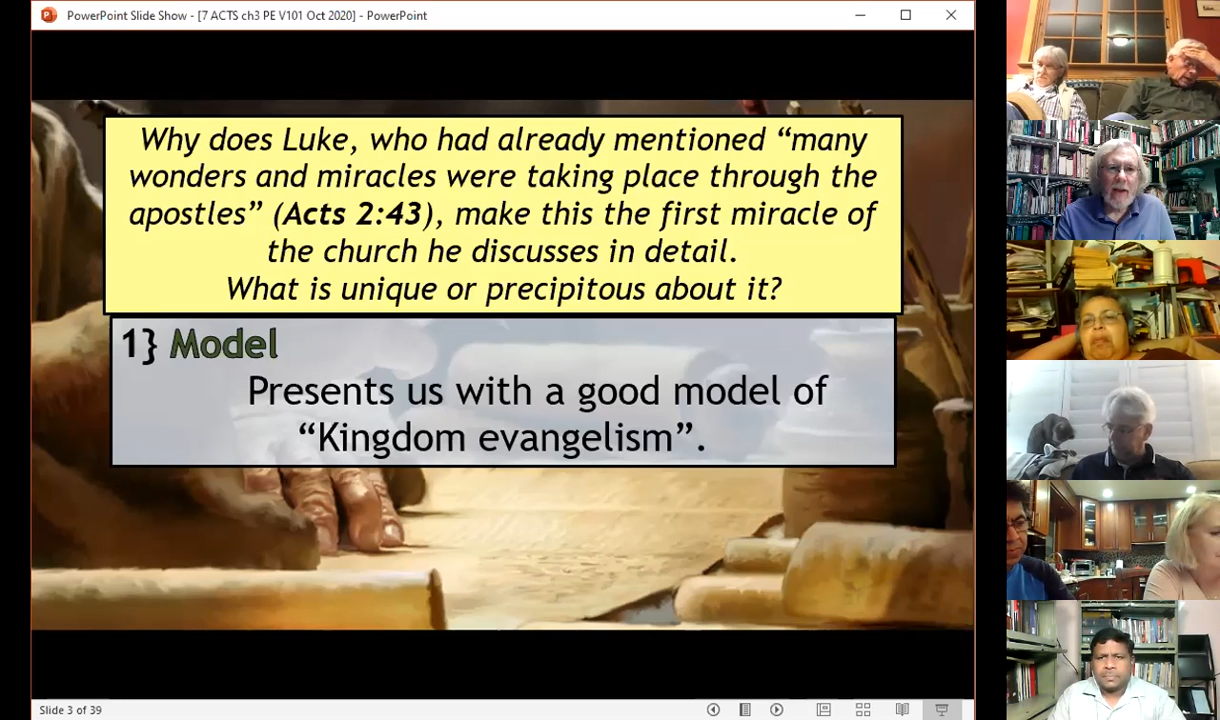 PowerPoint Slide Show - [7 ACTS ch3 PE V101 Oct 2020] - PowerPoint
Why does Luke, who had already mentioned “many
wonders and miracles were taking place through the
apostles” (Acts 2:43), make this the first miracle of
the church he discusses in detail.
What is unique or precipitous about it?
1} Model
Presents us with a good model of
“Kingdom evangelism”.
Slide 3 of 39